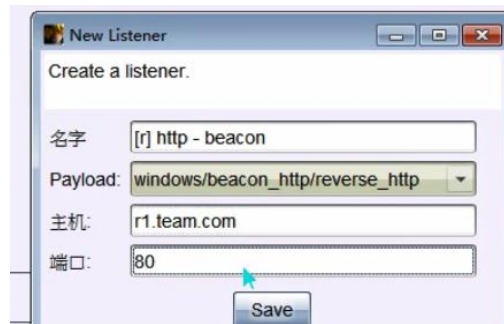 New Listener
Create a listener.
名字 [r] http - beacon
Payload: windows/beacon_http/reverse_http
主机: r1.team.com
端口: 80
Save